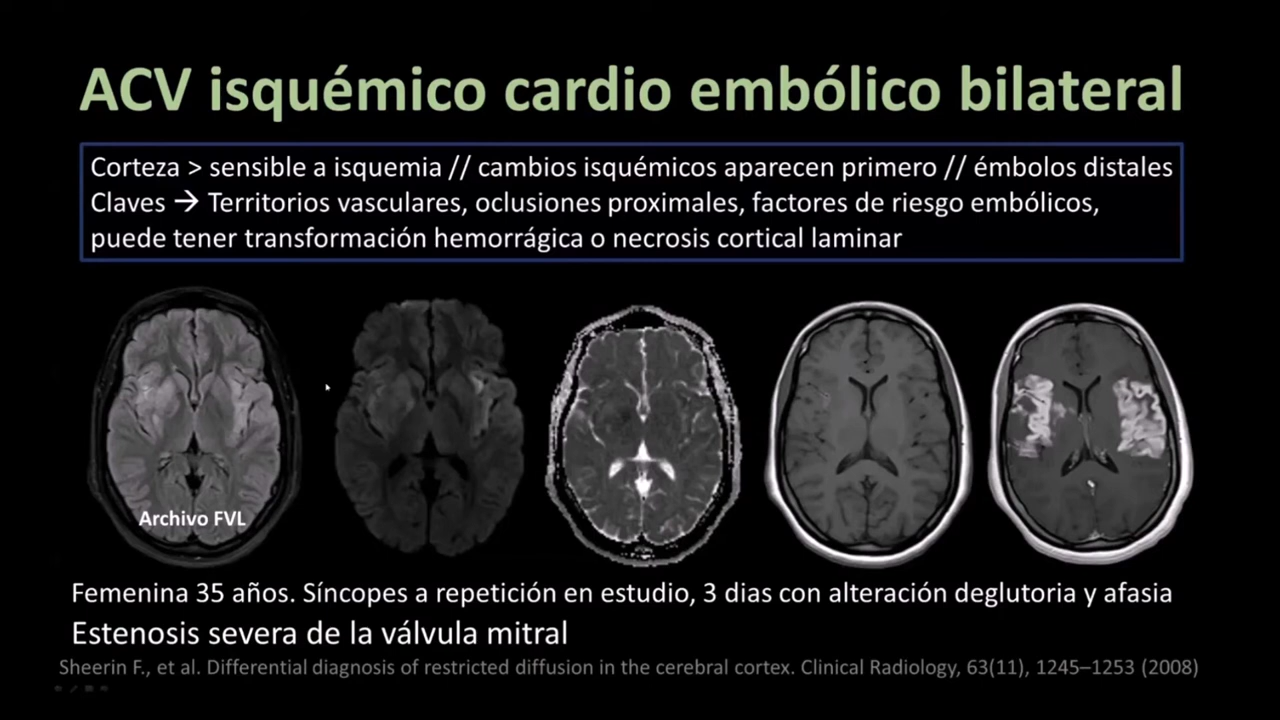 ACV isquémico cardio embólico bilateral
Corteza > sensible a isquemia // cambios isquémicos aparecen primero // émbolos distales
Claves → Territorios vasculares, oclusiones proximales, factores de riesgo embólicos,
puede tener transformación hemorrágica o necrosis cortical laminar
Archivo FVL
Femenina 35 años. Síncopes a repetición en estudio, 3 dias con alteración deglutoria y afasia
Estenosis severa de la válvula mitral
Sheerin F., et al. Differential diagnosis of restricted diffusion in the cerebral cortex. Clinical Radiology, 63(11), 1245–1253 (2008)